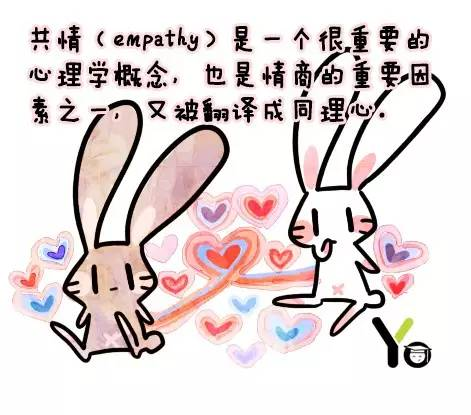 共情（empathy）是一个很重要的
心理学概念，也是情商的重要因
素之一，又被翻译成同理心.
Yo